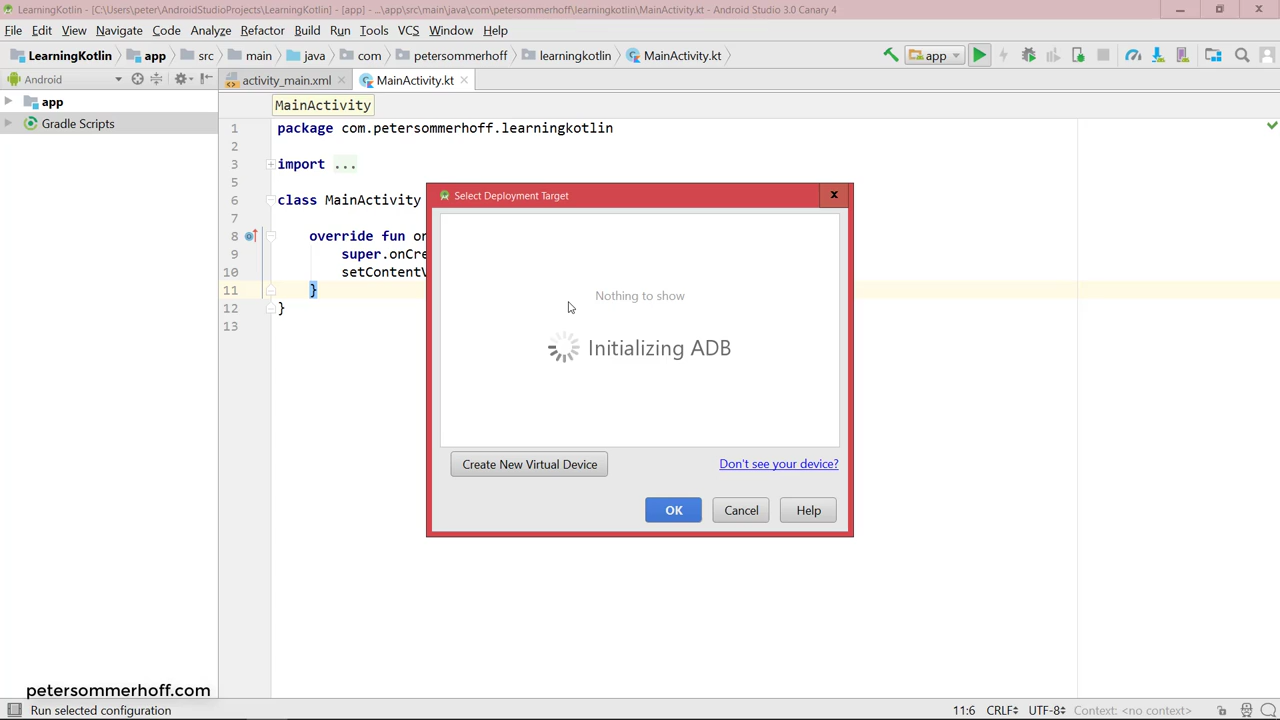 LearningKotlin - [C:\Users\peter\AndroidStudioProjects\LearningKotlin] - [app] - ...\app\src\main\java\com\petersommerhoff\learningkotlin\MainActivity.kt - Android Studio 3.0 Canary 4
File Edit View Navigate Code Analyze Refactor Build Run Tools VCS Window Help
LearningKotlin app src main java com petersommerhoff learningkotlin MainActivity.kt app
Android activity_main.xml MainActivity.kt
MainActivity
app
Gradle Scripts
1 package com.petersommerhoff.learningkotlin
2
3 import ...
5
6 class MainActivity
7
8 override fun on
9 super.onCre
10 setContentV
11 }
12 }
13
Select Deployment Target
Nothing to show
Initializing ADB
Create New Virtual Device Don't see your device?
OK Cancel Help
petersommerhoff.com
Run selected configuration 11:6 CRLF UTF-8 Context: <no context>